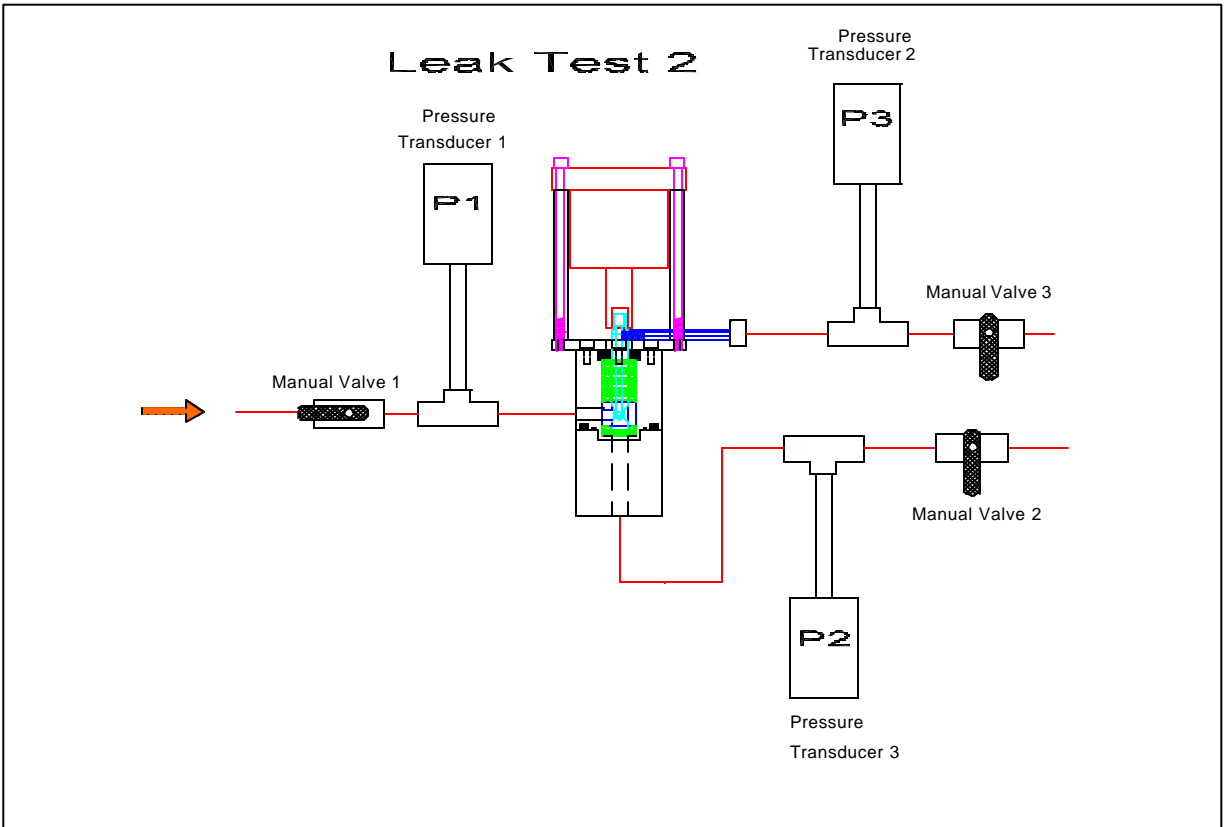 Leak Test 2
Pressure
Transducer 2
P3
Pressure
Transducer 1
P1
Manual Valve 3
Manual Valve 1
Manual Valve 2
P2
Pressure
Transducer 3